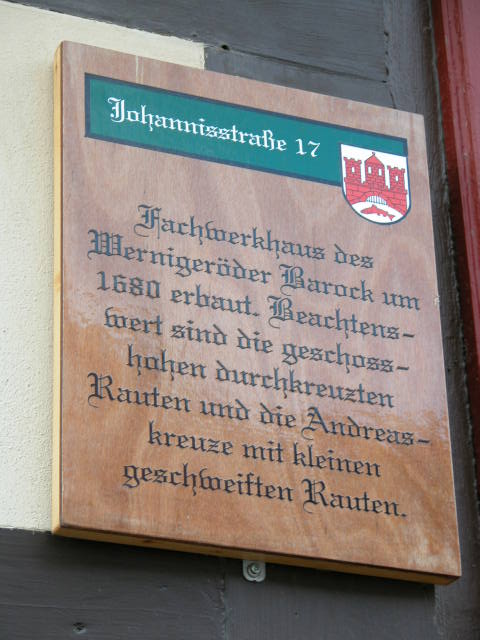 Johannisstraße 17
Fachwerkhaus des
Wernigeröder Barock um
1680 erbaut. Beachtens-
wert sind die geschoss-
hohen durchkreuzten
Rauten und die Andreas-
kreuze mit kleinen
geschweiften Rauten.